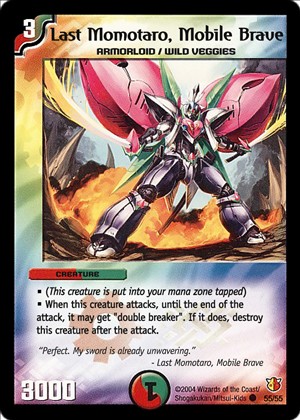 3
Last Momotaro, Mobile Brave
ARMORLOID / WILD VEGGIES
CREATURE
▪ (This creature is put into your mana zone tapped)
▪ When this creature attacks, until the end of the
attack, it may get "double breaker". If it does, destroy
this creature after the attack.
"Perfect. My sword is unwavering."
- Last Momotaro, Mobile Brave
3000
1
©2004 Wizards of the Coast/
Shogakukan/Mitsui-Kids
55/55